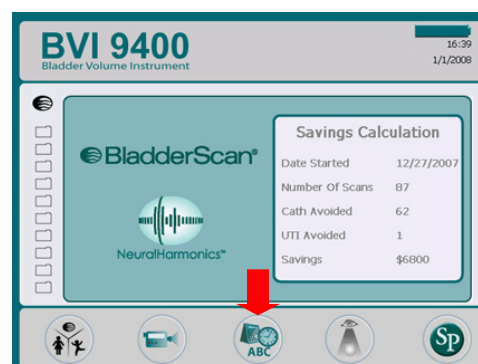 BVI 9400
Bladder Volume Instrument
16:39
1/1/2008
BladderScan®
NeuralHarmonics™
Savings Calculation
Date Started 12/27/2007
Number Of Scans 87
Cath Avoided 62
UTI Avoided 1
Savings $6800
ABC
SP